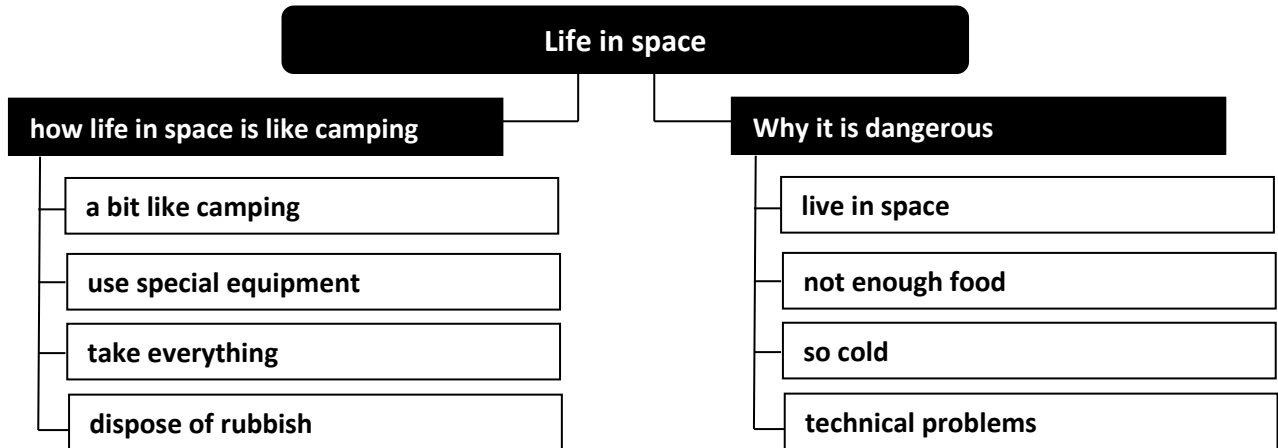 Life in space
how life in space is like camping
a bit like camping
use special equipment
take everything
dispose of rubbish
Why it is dangerous
live in space
not enough food
so cold
technical problems